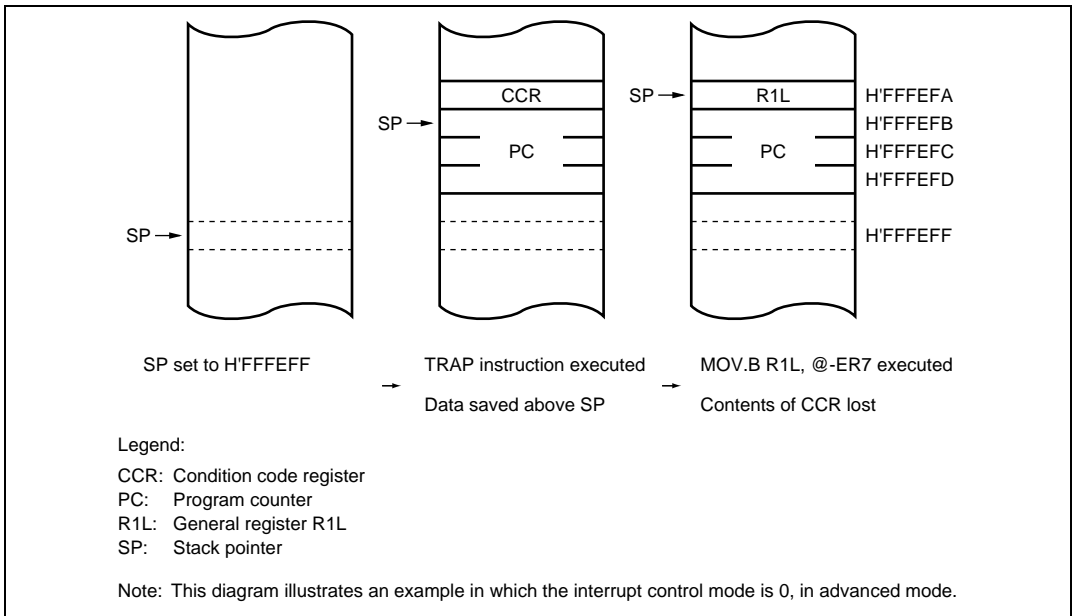 CCR
SP
R1L
H'FFFEFA
SP
H'FFFEFB
PC
PC
H'FFFEFC
H'FFFEFD
SP
H'FFFEFF
SP set to H'FFFEFF
TRAP instruction executed
MOV.B R1L, @-ER7 executed
Data saved above SP
Contents of CCR lost
Legend:
CCR: Condition code register
PC: Program counter
R1L: General register R1L
SP: Stack pointer
Note: This diagram illustrates an example in which the interrupt control mode is 0, in advanced mode.